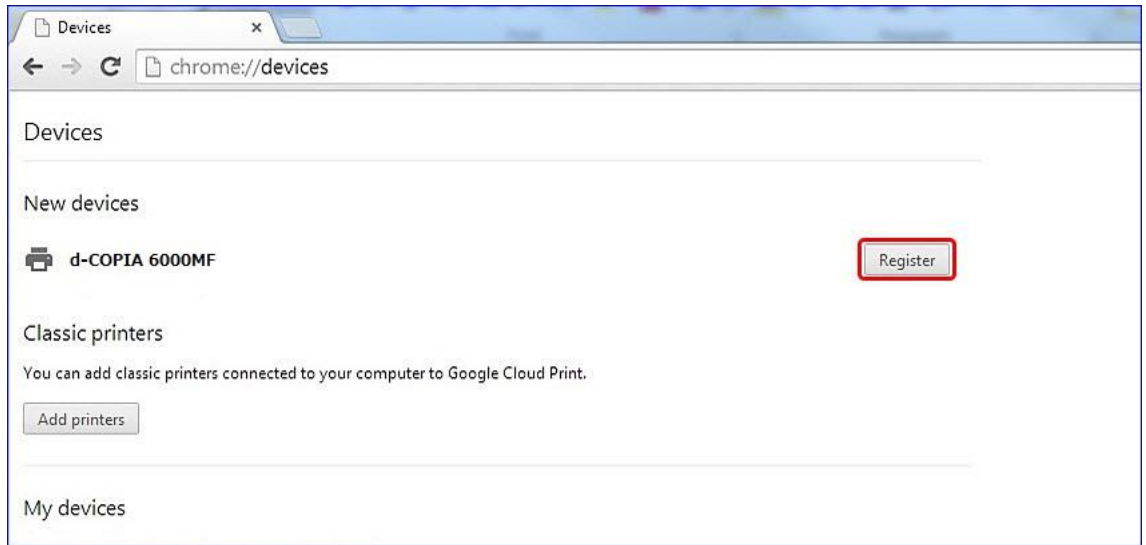 Devices
chrome://devices
Devices
New devices
d-COPIA 6000MF
Register
Classic printers
You can add classic printers connected to your computer to Google Cloud Print.
Add printers
My devices